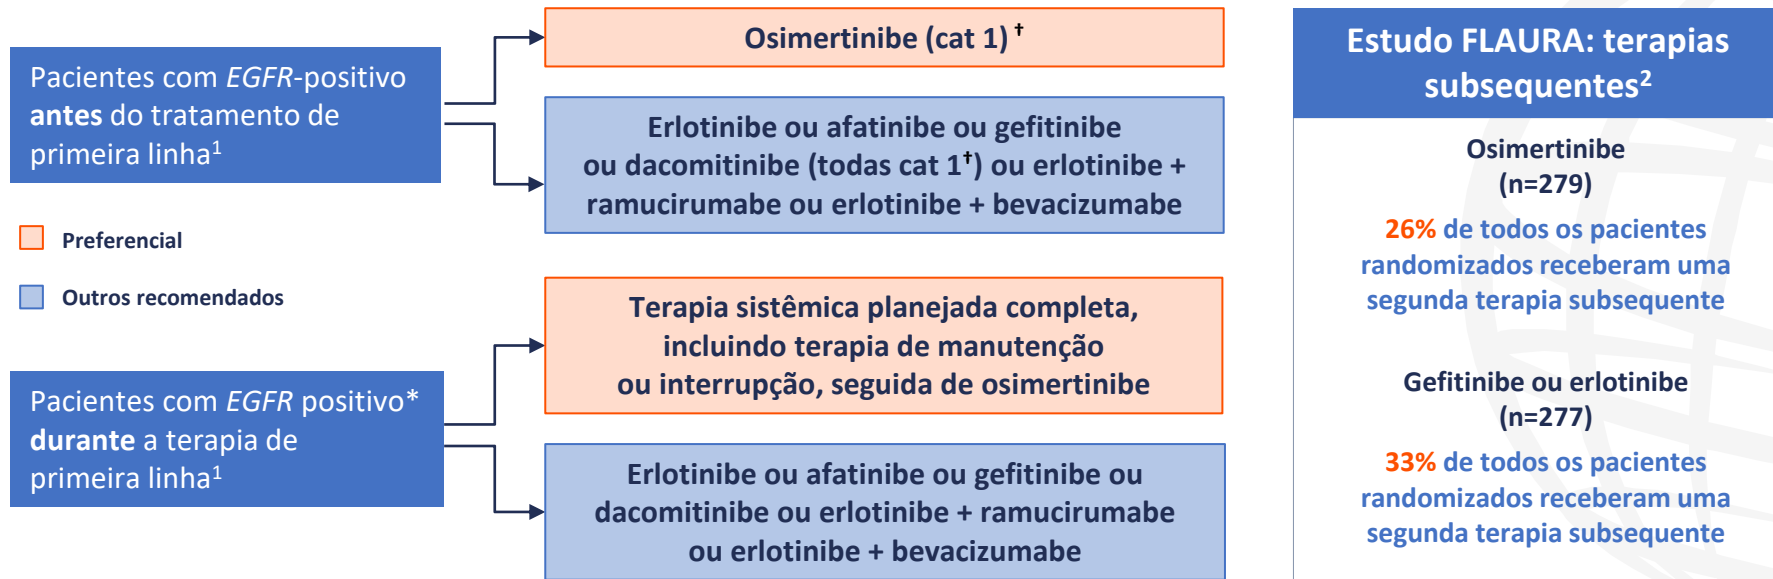 Pacientes com EGFR-positivo
antes do tratamento de
primeira linha1
Osimertinibe (cat 1) †
Erlotinibe ou afatinibe ou gefitinibe
ou dacomitinibe (todas cat 1†) ou erlotinibe +
ramucirumabe ou erlotinibe + bevacizumabe
Preferencial
Outros recomendados
Pacientes com EGFR positivo*
durante a terapia de
primeira linha1
Terapia sistêmica planejada completa,
incluindo terapia de manutenção
ou interrupção, seguida de osimertinibe
Erlotinibe ou afatinibe ou gefitinibe ou
dacomitinibe ou erlotinibe + ramucirumabe
ou erlotinibe + bevacizumabe
Estudo FLAURA: terapias
subsequentes2
Osimertinibe
(n=279)
26% de todos os pacientes
randomizados receberam uma
segunda terapia subsequente
Gefitinibe ou erlotinibe
(n=277)
33% de todos os pacientes
randomizados receberam uma
segunda terapia subsequente